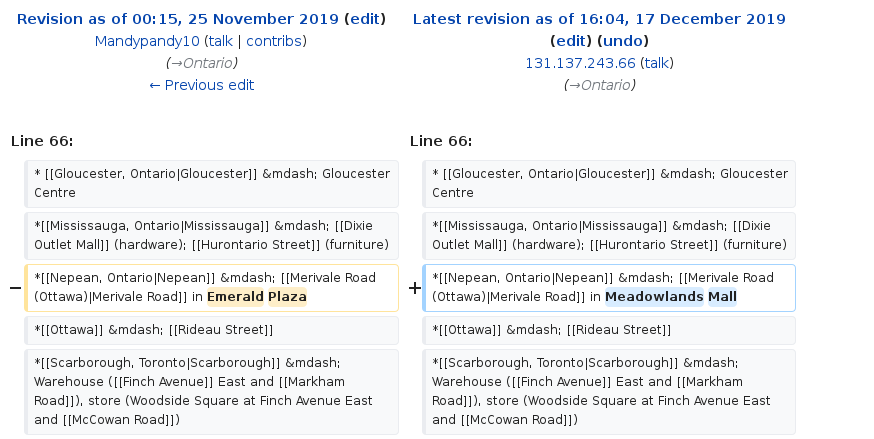 Revision as of 00:15, 25 November 2019 (edit)
Mandypandy10 (talk | contribs)
(→Ontario)
← Previous edit
Latest revision as of 16:04, 17 December 2019
(edit) (undo)
131.137.243.66 (talk)
(→Ontario)
Line 66:
Line 66:
* [[Gloucester, Ontario|Gloucester]] &mdash; Gloucester
Centre
* [[Gloucester, Ontario|Gloucester]] &mdash; Gloucester
Centre
*[[Mississauga, Ontario|Mississauga]] &mdash; [[Dixie
Outlet Mall]] (hardware); [[Hurontario Street]] (furniture)
*[[Mississauga, Ontario|Mississauga]] &mdash; [[Dixie
Outlet Mall]] (hardware); [[Hurontario Street]] (furniture)
− *[[Nepean, Ontario|Nepean]] &mdash; [[Merivale Road
(Ottawa)|Merivale Road]] in Emerald Plaza
+ *[[Nepean, Ontario|Nepean]] &mdash; [[Merivale Road
(Ottawa)|Merivale Road]] in Meadowlands Mall
*[[Ottawa]] &mdash; [[Rideau Street]]
*[[Ottawa]] &mdash; [[Rideau Street]]
*[[Scarborough, Toronto|Scarborough]] &mdash;
Warehouse ([[Finch Avenue]] East and [[Markham
Road]]), store (Woodside Square at Finch Avenue East
and [[McCowan Road]])
*[[Scarborough, Toronto|Scarborough]] &mdash;
Warehouse ([[Finch Avenue]] East and [[Markham
Road]]), store (Woodside Square at Finch Avenue East
and [[McCowan Road]])